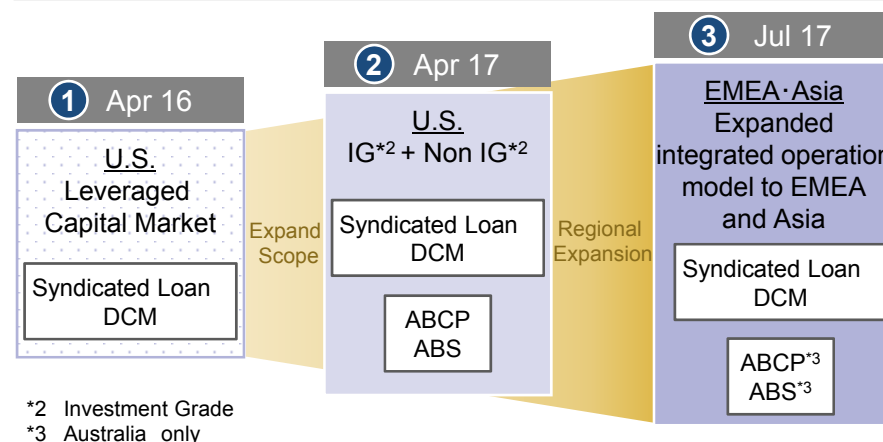 1 Apr 16
U.S.
Leveraged
Capital Market
Syndicated Loan
DCM
Expand
Scope
2 Apr 17
U.S.
IG*2 + Non IG*2
Syndicated Loan
DCM
ABCP
ABS
Regional
Expansion
3 Jul 17
EMEA・Asia
Expanded
integrated operation
model to EMEA
and Asia
Syndicated Loan
DCM
ABCP*3
ABS*3
*2 Investment Grade
*3 Australia only